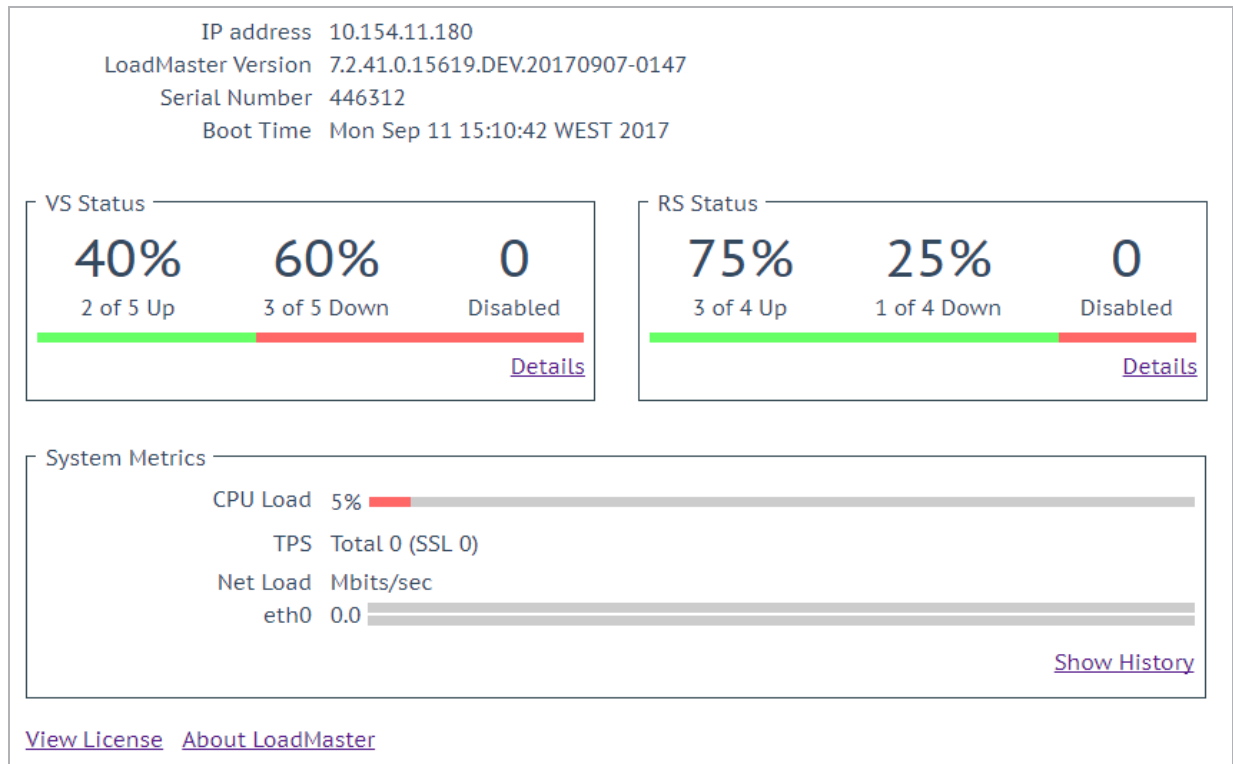 IP address 10.154.11.180
LoadMaster Version 7.2.41.0.15619.DEV.20170907-0147
Serial Number 446312
Boot Time Mon Sep 11 15:10:42 WEST 2017
VS Status
40% 60% 0
2 of 5 Up 3 of 5 Down Disabled
Details
RS Status
75% 25% 0
3 of 4 Up 1 of 4 Down Disabled
Details
System Metrics
CPU Load 5%
TPS Total 0 (SSL 0)
Net Load Mbits/sec
eth0 0.0
Show History
View License About LoadMaster